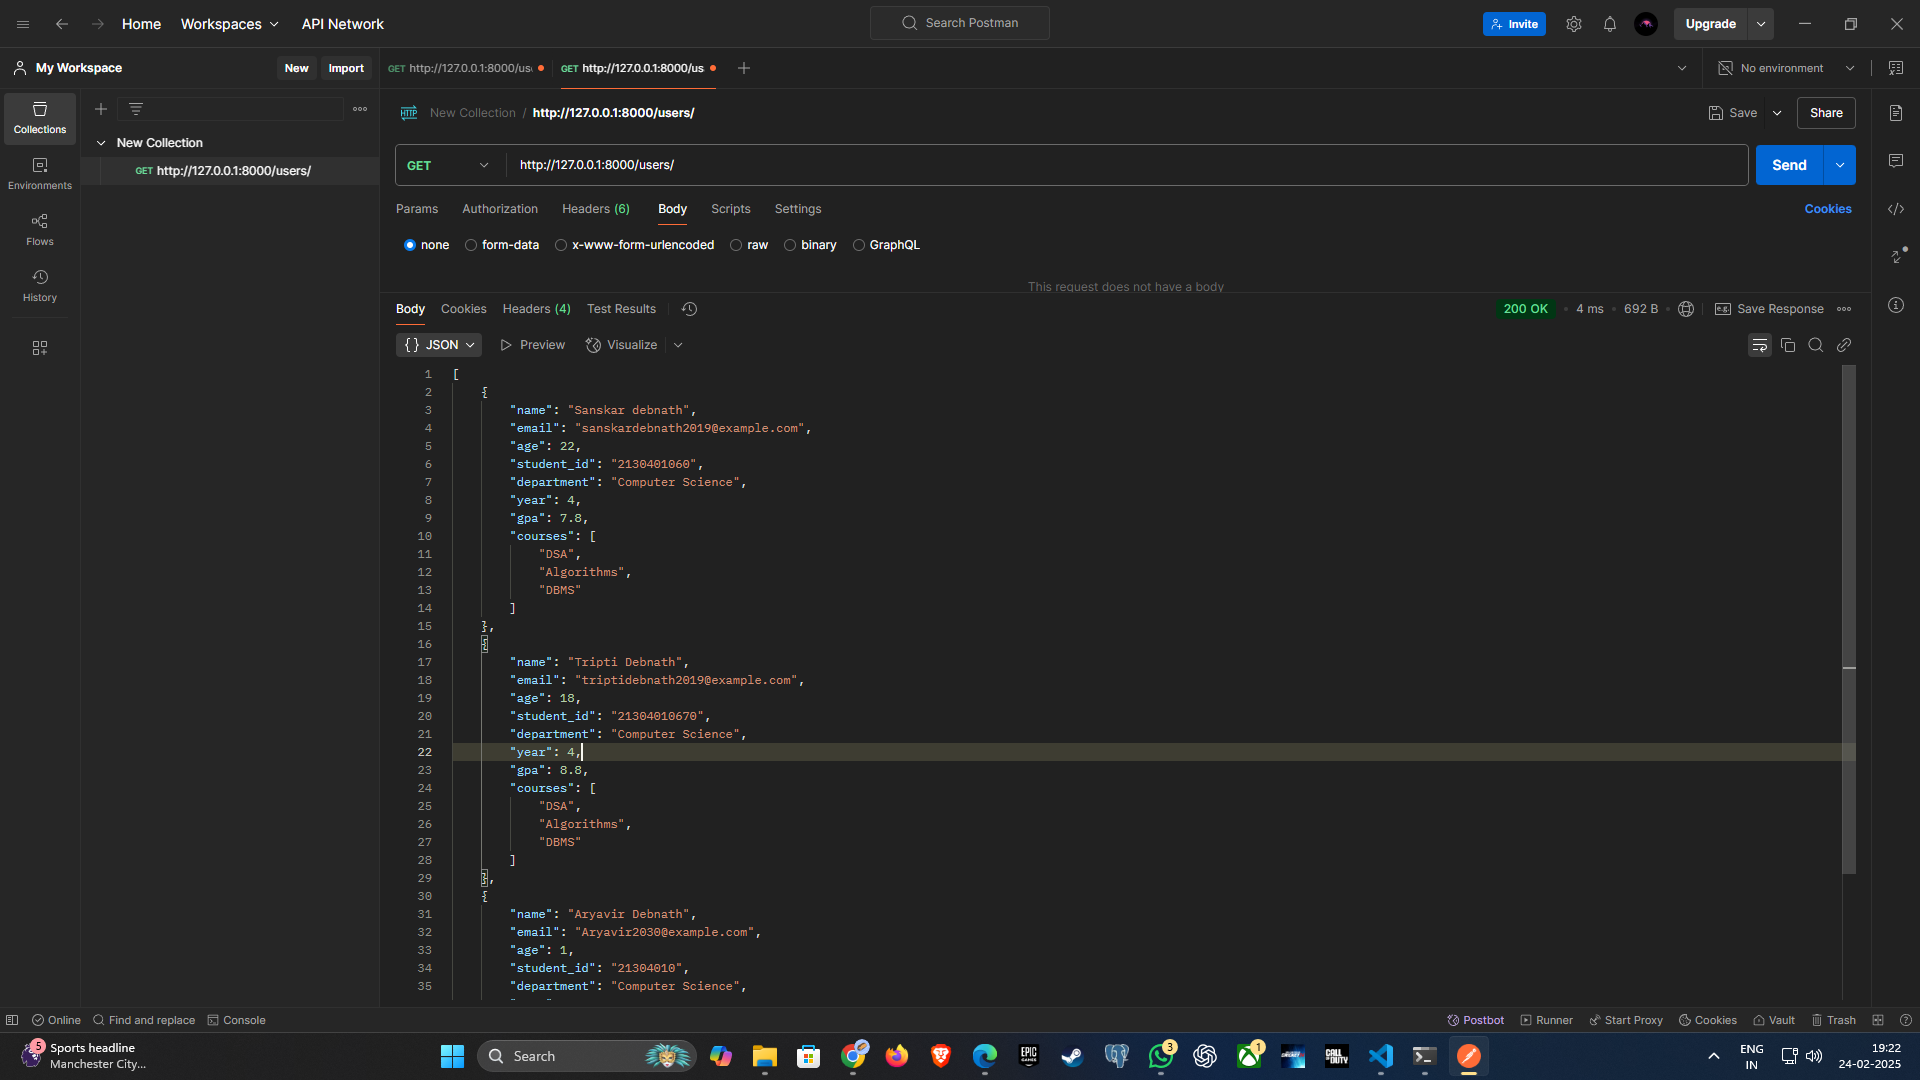 Home
Workspaces
API Network
Search Postman
Invite
Upgrade
My Workspace
New
Import
GET http://127.0.0.1:8000/us
GET http://127.0.0.1:8000/us
No environment
Collections
Environments
Flows
History
New Collection
GET http://127.0.0.1:8000/users/
HTTP New Collection / http://127.0.0.1:8000/users/
Save
Share
GET
http://127.0.0.1:8000/users/
Send
Params
Authorization
Headers (6)
Body
Scripts
Settings
Cookies
none
form-data
x-www-form-urlencoded
raw
binary
GraphQL
This request does not have a body
Body
Cookies
Headers (4)
Test Results
200 OK
4 ms
692 B
e.g. Save Response
{} JSON
Preview
Visualize
1 [
2 {
3 "name": "Sanskar debnath",
4 "email": "sanskardebnath2019@example.com",
5 "age": 22,
6 "student_id": "2130401060",
7 "department": "Computer Science",
8 "year": 4,
9 "gpa": 7.8,
10 "courses": [
11 "DSA",
12 "Algorithms",
13 "DBMS"
14 ]
15 },
16 {
17 "name": "Tripti Debnath",
18 "email": "triptidebnath2019@example.com",
19 "age": 18,
20 "student_id": "21304010670",
21 "department": "Computer Science",
22 "year": 4,
23 "gpa": 8.8,
24 "courses": [
25 "DSA",
26 "Algorithms",
27 "DBMS"
28 ]
29 },
30 {
31 "name": "Aryavir Debnath",
32 "email": "Aryavir2030@example.com",
33 "age": 1,
34 "student_id": "21304010",
35 "department": "Computer Science",
Online
Find and replace
Console
Postbot
Runner
Start Proxy
Cookies
Vault
Trash
5
Sports headline
Manchester City...
Search
EPIC GAMES
3
1
CALL OF DUTY
ENG
IN
19:22
24-02-2025